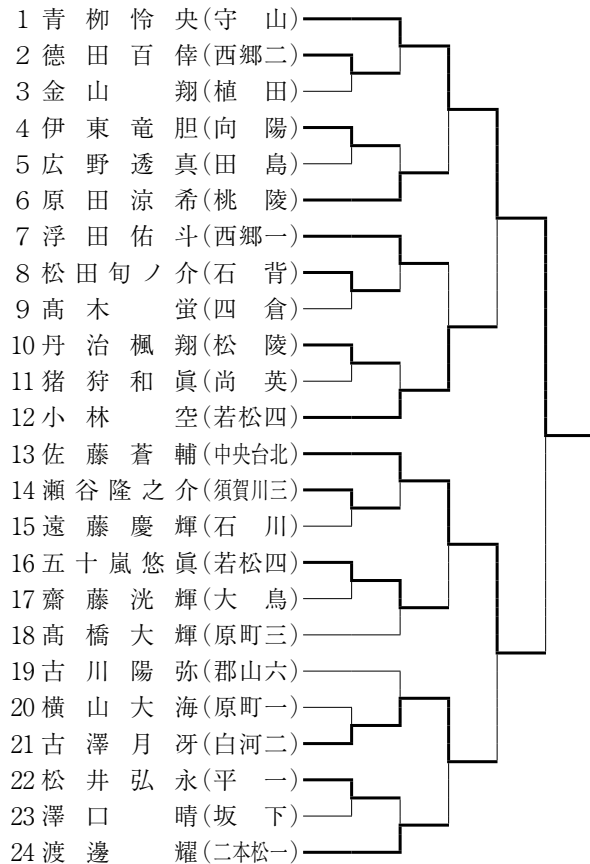 1 青栁怜央(守山)
2 德田百倖(西郷二)
3 金山翔(植田)
4 伊東竜胆(向陽)
5 広野透真(田島)
6 原田涼希(桃陵)
7 浮田佑斗(西郷一)
8 松田旬ノ介(石背)
9 髙木蛍(四倉)
10 丹治楓翔(松陵)
11 猪狩和眞(尚英)
12 小林空(若松四)
13 佐藤蒼輔(中央台北)
14 瀬谷隆之介(須賀川三)
15 遠藤慶輝(石川)
16 五十嵐悠眞(若松四)
17 齋藤洸輝(大鳥)
18 髙橋大輝(原町三)
19 古川陽弥(郡山六)
20 横山大海(原町一)
21 古澤月冴(白河二)
22 松井弘永(平一)
23 澤口晴(坂下)
24 渡邊耀(二本松一)